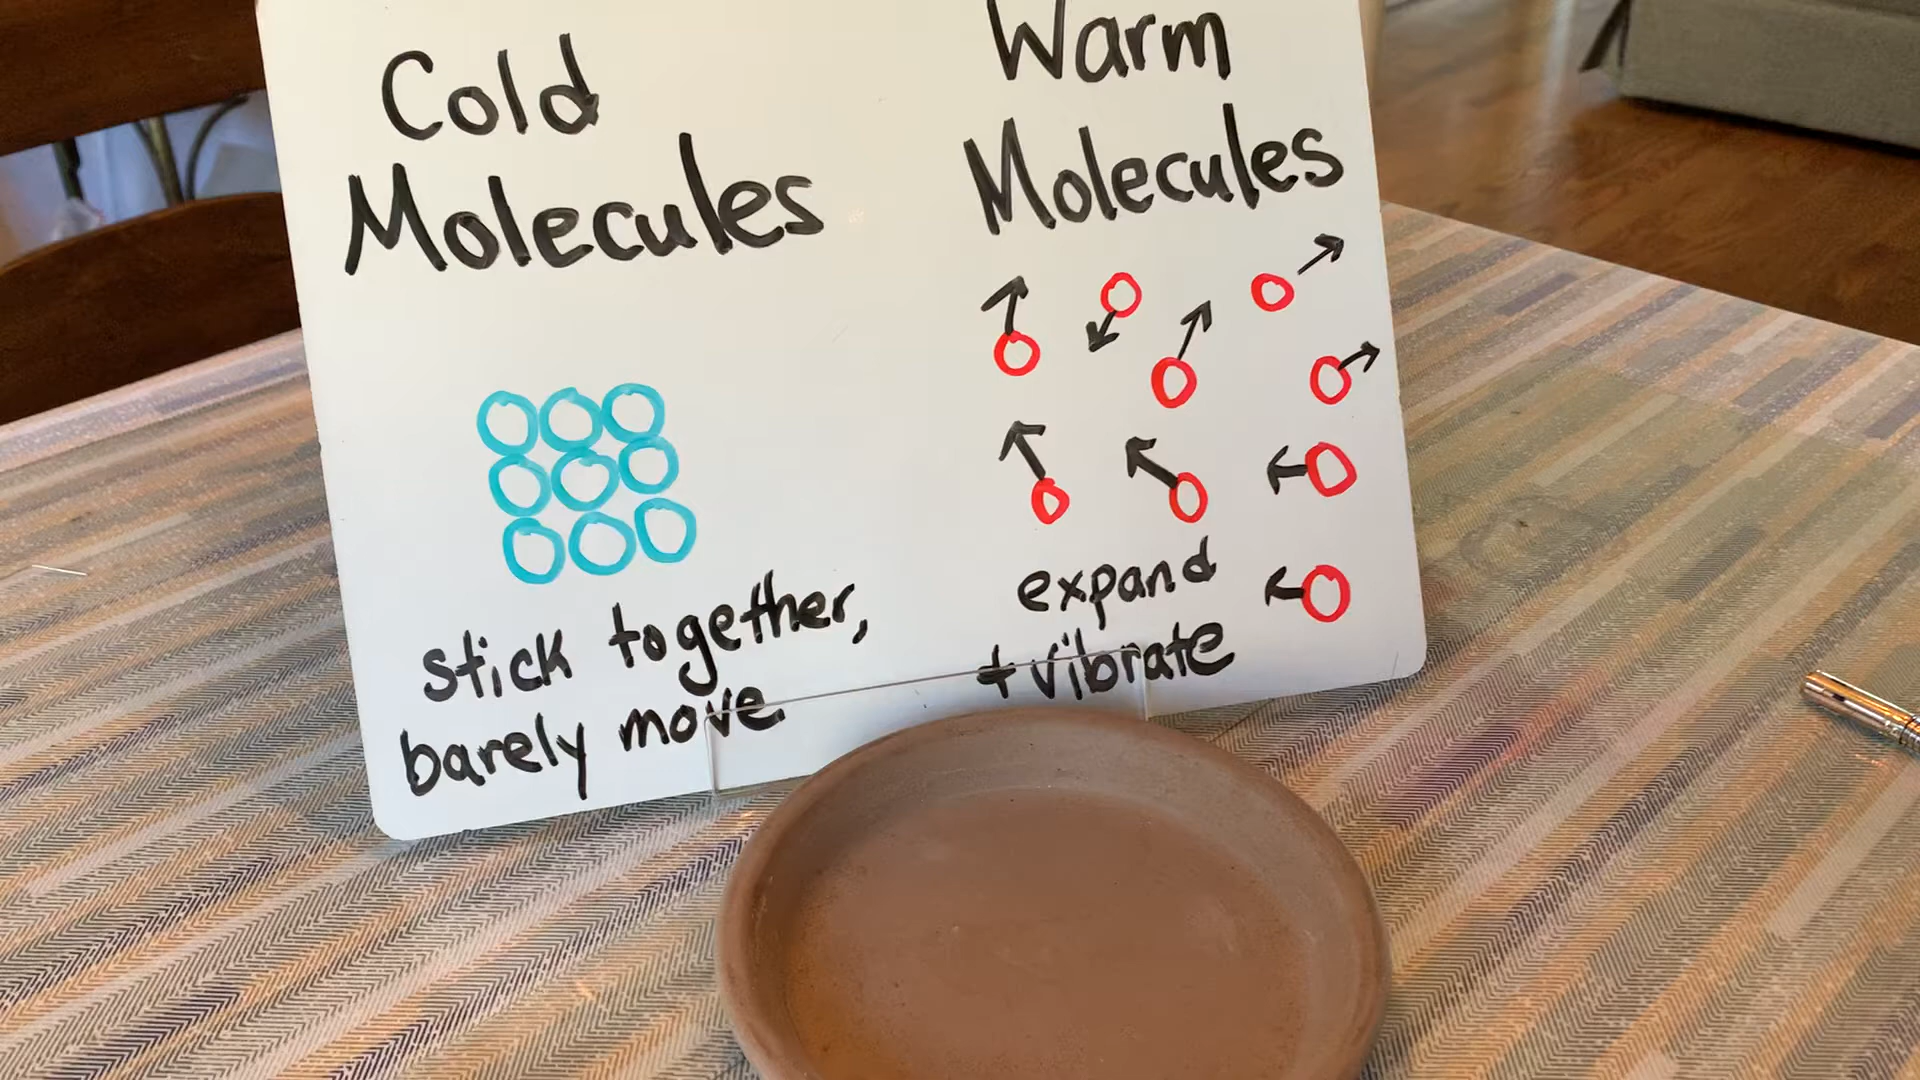 Cold
Molecules
stick together,
barely move
Warm
Molecules
expand
+ vibrate